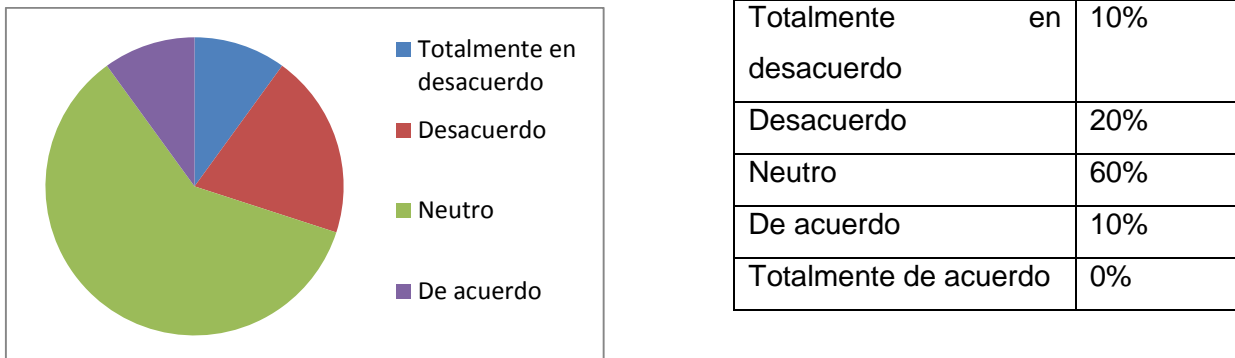 Totalmente en
desacuerdo
Desacuerdo
Neutro
De acuerdo
Totalmente en 10%
desacuerdo
Desacuerdo 20%
Neutro 60%
De acuerdo 10%
Totalmente de acuerdo 0%